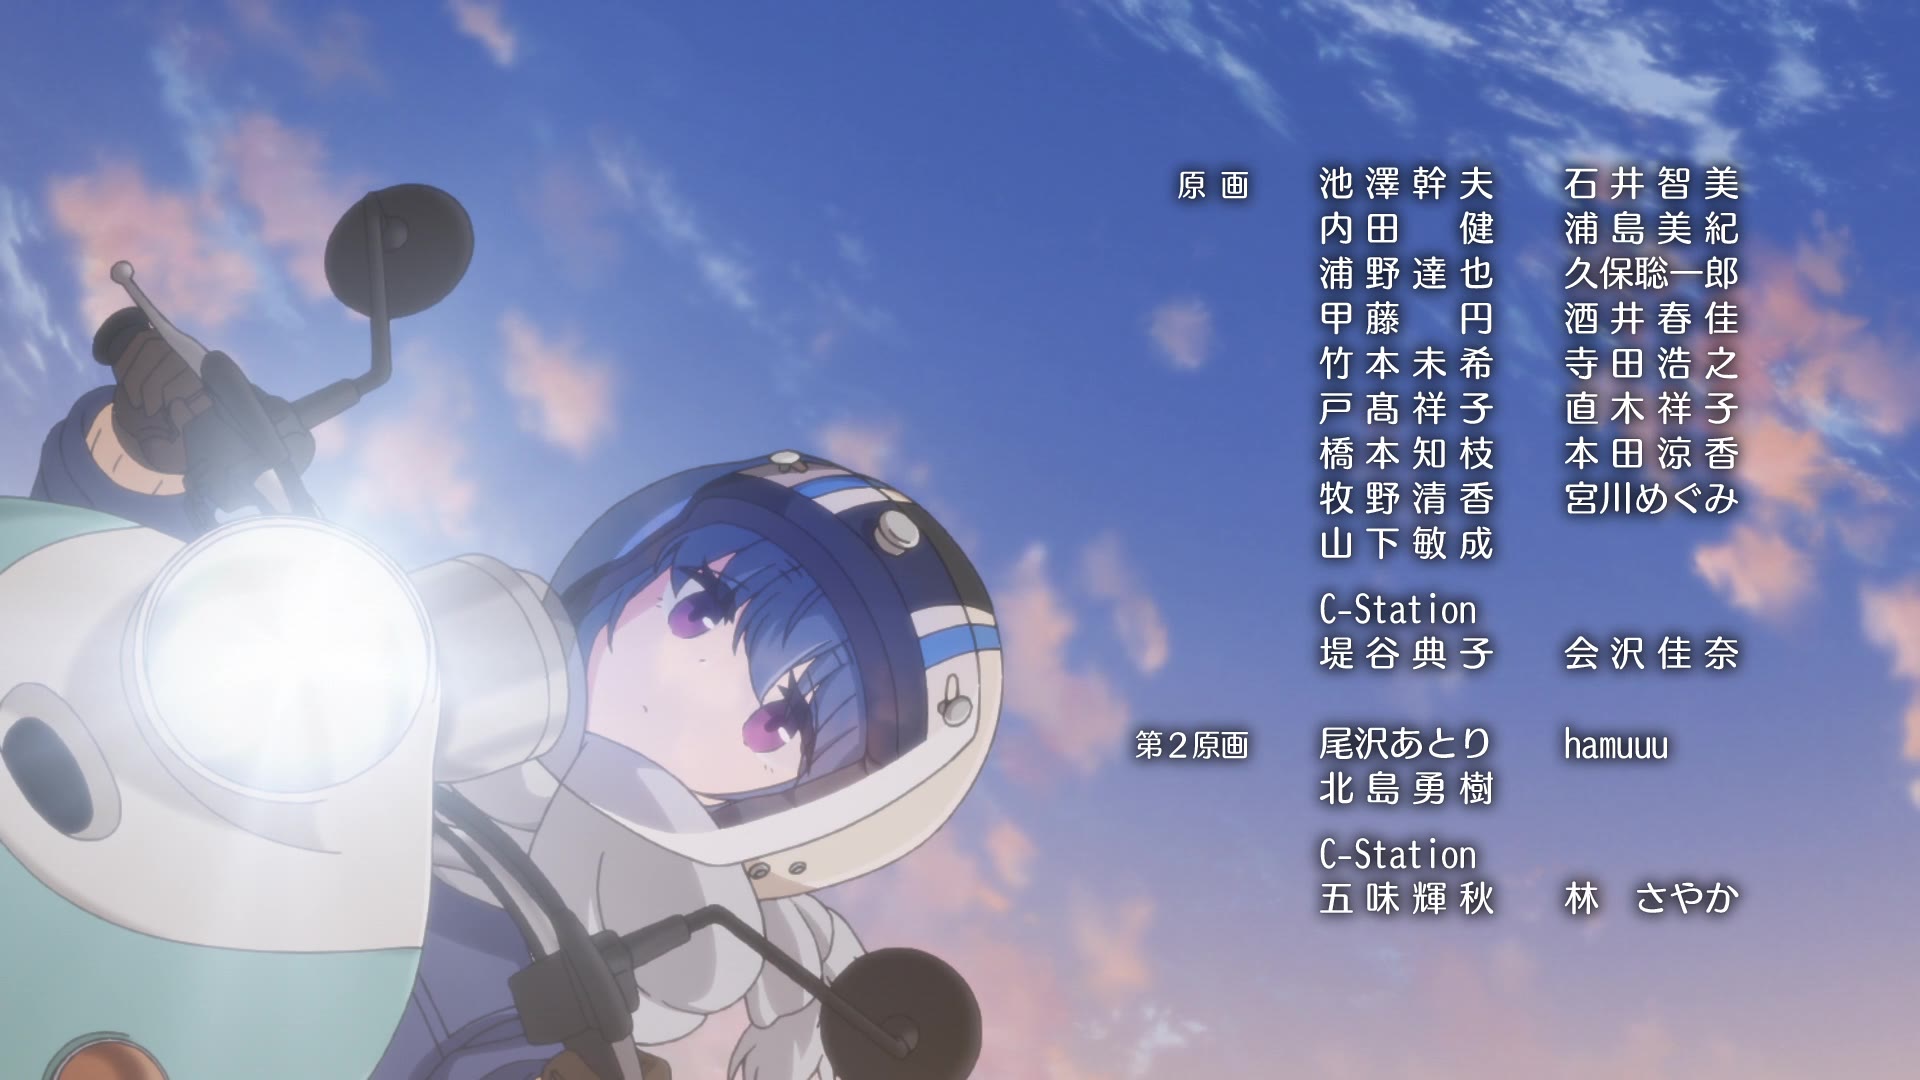 原画 池澤幹夫 石井智美
内田 健 浦島美紀
浦野達也 久保聡一郎
甲藤 円 酒井春佳
竹本未希 寺田浩之
戸髙祥子 直木祥子
橋本知枝 本田涼香
牧野清香 宮川めぐみ
山下敏成
C-Station
堤谷典子 会沢佳奈
第2原画 尾沢あとり hamuuu
北島勇樹
C-Station
五味輝秋 林 さやか